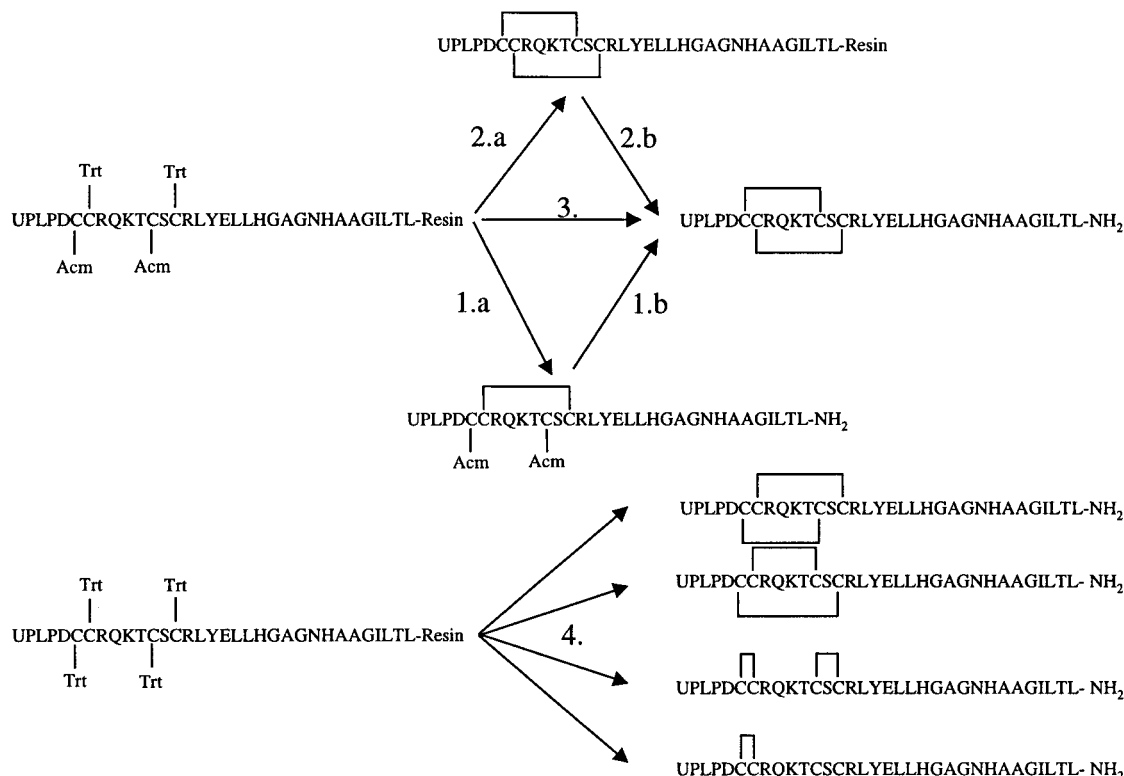 UPLPDCCRQKTCSCRLYELLHGAGNHAAGILTL-Resin
2.a
2.b
Trt Trt
UPLPDCCRQKTCSCRLYELLHGAGNHAAGILTL-Resin
3.
UPLPDCCRQKTCSCRLYELLHGAGNHAAGILTL-NH2
Acm Acm
1.a
1.b
UPLPDCCRQKTCSCRLYELLHGAGNHAAGILTL-NH2
Acm Acm
UPLPDCCRQKTCSCRLYELLHGAGNHAAGILTL-NH2
UPLPDCCRQKTCSCRLYELLHGAGNHAAGILTL- NH2
Trt Trt
UPLPDCCRQKTCSCRLYELLHGAGNHAAGILTL-Resin
4.
Trt Trt
UPLPDCCRQKTCSCRLYELLHGAGNHAAGILTL- NH2
UPLPDCCRQKTCSCRLYELLHGAGNHAAGILTL- NH2